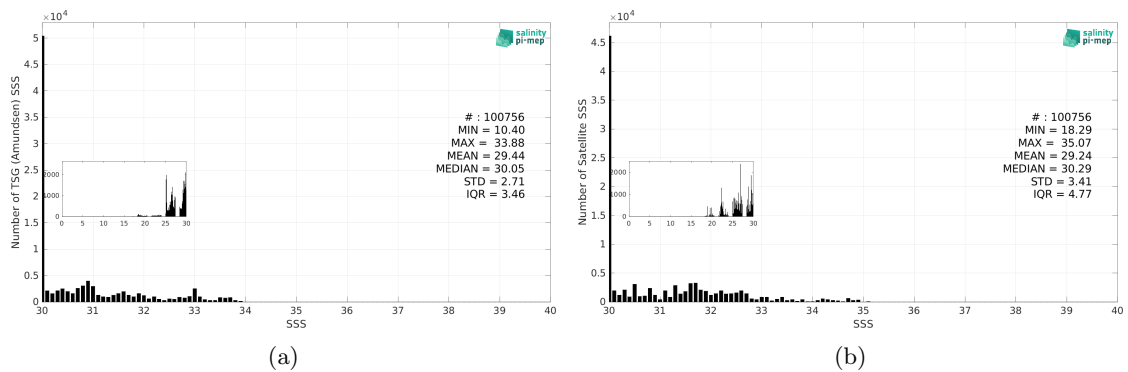 ×10⁴
5
4.5
4
3.5
3
2.5
2
1.5
1
0.5
0
Number of TSG (Amundsen) SSS
salinity
pi-mep
# : 100756
MIN = 10.40
MAX = 33.88
MEAN = 29.44
MEDIAN = 30.05
STD = 2.71
IQR = 3.46
2000
1000
0
0 5 10 15 20 25 30
30 31 32 33 34 35 36 37 38 39 40
SSS
(a)
×10⁴
4.5
4
3.5
3
2.5
2
1.5
1
0.5
0
Number of Satellite SSS
salinity
pi-mep
# : 100756
MIN = 18.29
MAX = 35.07
MEAN = 29.24
MEDIAN = 30.29
STD = 3.41
IQR = 4.77
2000
1000
0
0 5 10 15 20 25 30
30 31 32 33 34 35 36 37 38 39 40
SSS
(b)